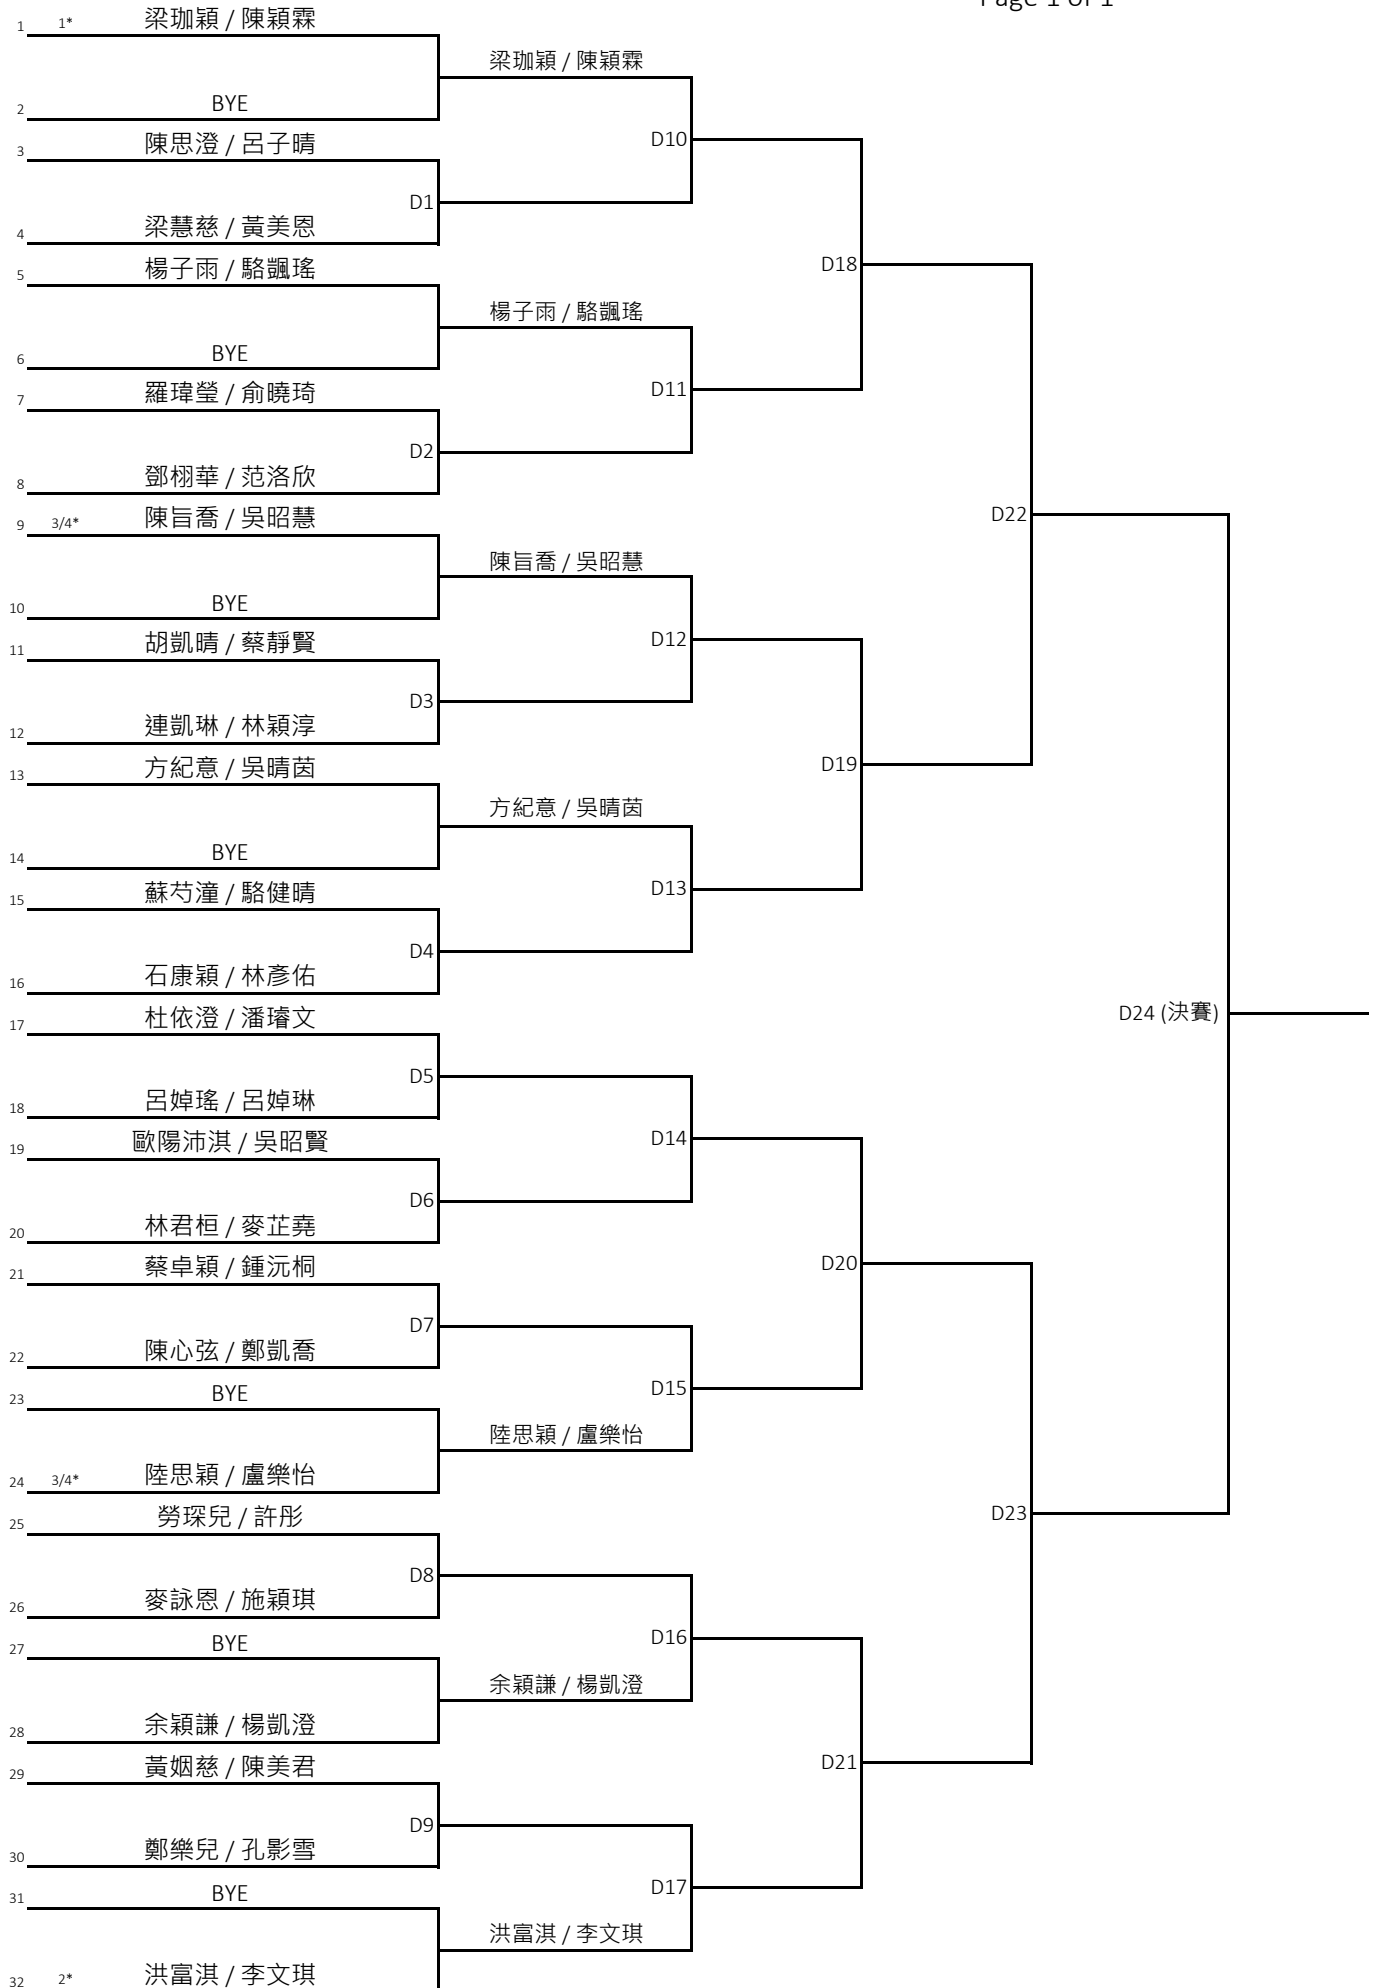 Page 1 of 1
1 1* 梁珈穎 / 陳穎霖
梁珈穎 / 陳穎霖
2 BYE
D10
3 陳思澄 / 呂子晴
D1
4 梁慧慈 / 黃美恩
D18
5 楊子雨 / 駱諷瑤
楊子雨 / 駱諷瑤
6 BYE
D11
7 羅瑋瑩 / 俞曉琦
D2
8 鄧栩華 / 范洛欣
D22
9 3/4* 陳旨喬 / 吳昭慧
陳旨喬 / 吳昭慧
10 BYE
D12
11 胡凱晴 / 蔡靜賢
D3
12 連凱琳 / 林穎淳
D19
13 方紀意 / 吳晴茵
方紀意 / 吳晴茵
14 BYE
D13
15 蘇芍潼 / 駱健晴
D4
16 石康穎 / 林彥佑
D24 (決賽)
17 杜依澄 / 潘璿文
D5
18 呂婥瑤 / 呂婥琳
D14
19 歐陽沛淇 / 吳昭賢
D6
20 林君桓 / 麥芷堯
D20
21 蔡卓穎 / 鍾沅桐
D7
22 陳心弦 / 鄭凱喬
D15
23 BYE
陸思穎 / 盧樂怡
24 3/4* 陸思穎 / 盧樂怡
D23
25 勞琛兒 / 許彤
D8
26 麥詠恩 / 施穎琪
D16
27 BYE
余穎謙 / 楊凱澄
28 余穎謙 / 楊凱澄
D21
29 黃姻慈 / 陳美君
D9
30 鄭樂兒 / 孔影雪
D17
31 BYE
洪富淇 / 李文琪
32 2* 洪富淇 / 李文琪